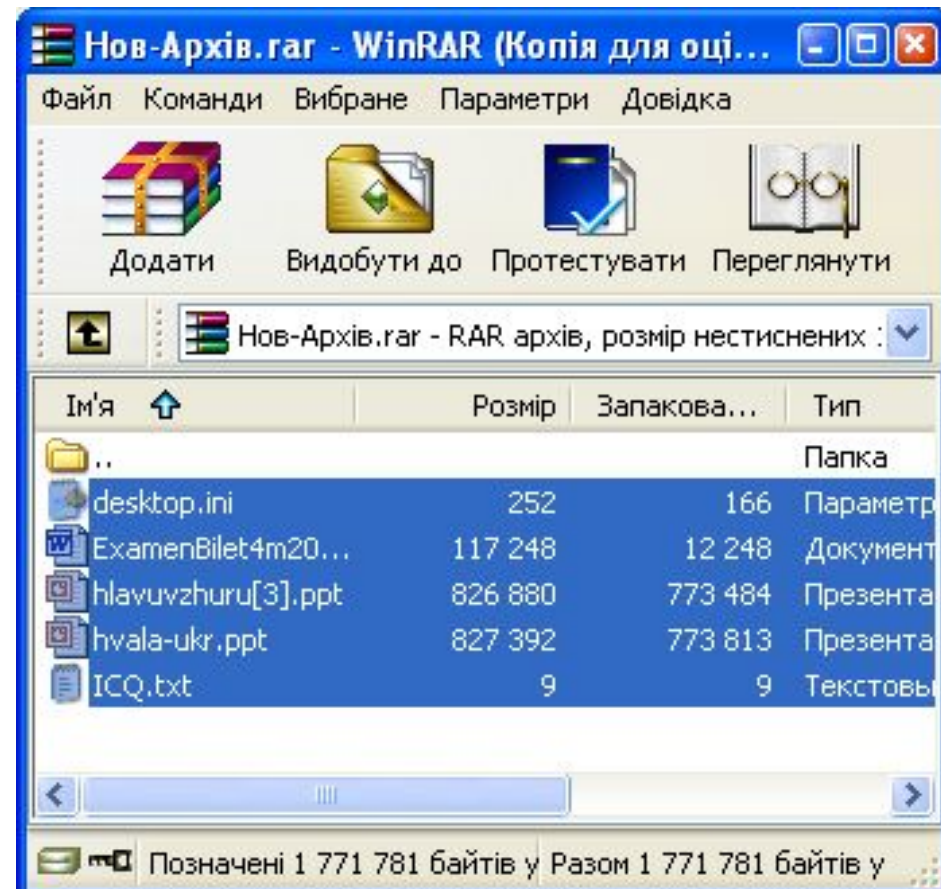 Нов-Архів.rar - WinRAR (Копія для оці...
Файл Команди Вибране Параметри Довідка
Додати Видобути до Протестувати Переглянути
Нов-Архів.rar - RAR архів, розмір нестиснених
Ім'я Розмір Запакова... Тип
.. Папка
desktop.ini 252 166 Параметр
ExamenBilet4m20... 117 248 12 248 Документ
hlavuvzhuru[3].ppt 826 880 773 484 Презента
hvala-ukr.ppt 827 392 773 813 Презента
ICQ.txt 9 9 Текстовы
Позначені 1 771 781 байтів у Разом 1 771 781 байтів у